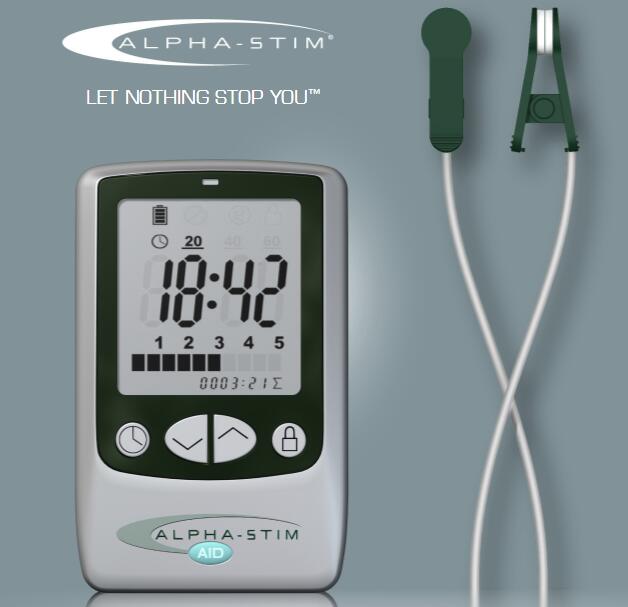 ALPHA-STIM®
LET NOTHING STOP YOU™
20 40 60
18:42
1 2 3 4 5
0003:21Σ
ALPHA-STIM
AID